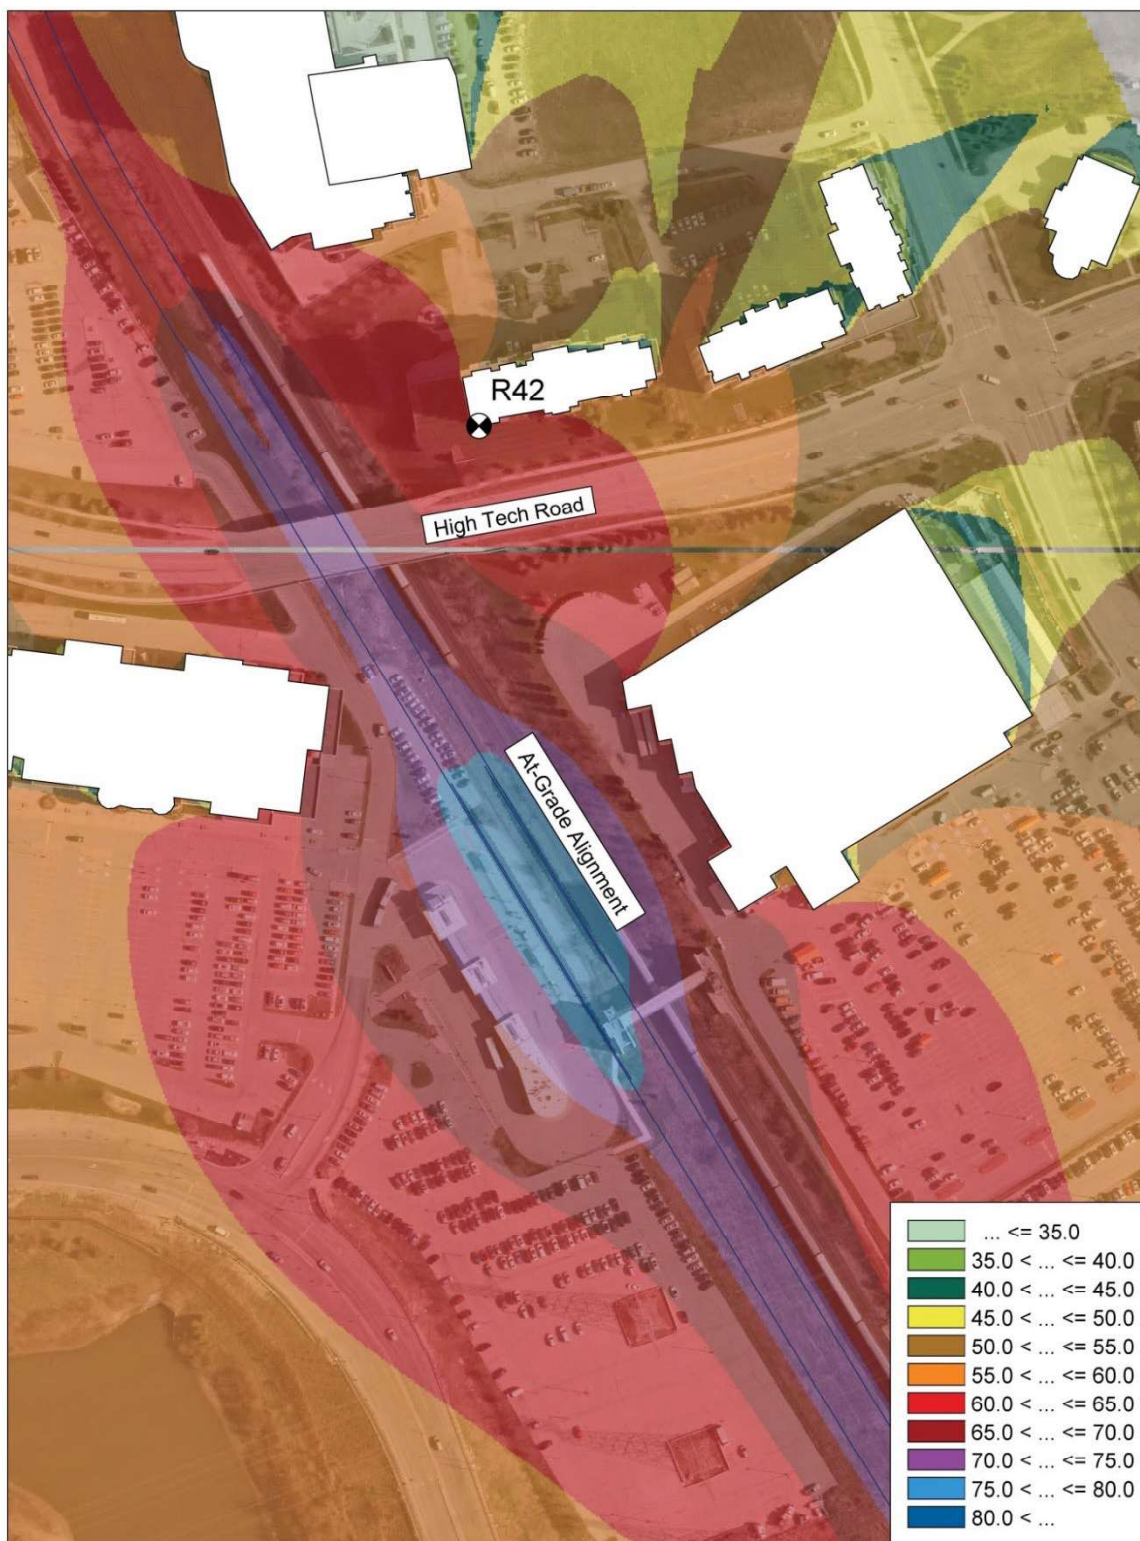 R42
High Tech Road
At-Grade Alignment
... <= 35.0
35.0 < ... <= 40.0
40.0 < ... <= 45.0
45.0 < ... <= 50.0
50.0 < ... <= 55.0
55.0 < ... <= 60.0
60.0 < ... <= 65.0
65.0 < ... <= 70.0
70.0 < ... <= 75.0
75.0 < ... <= 80.0
80.0 < ...